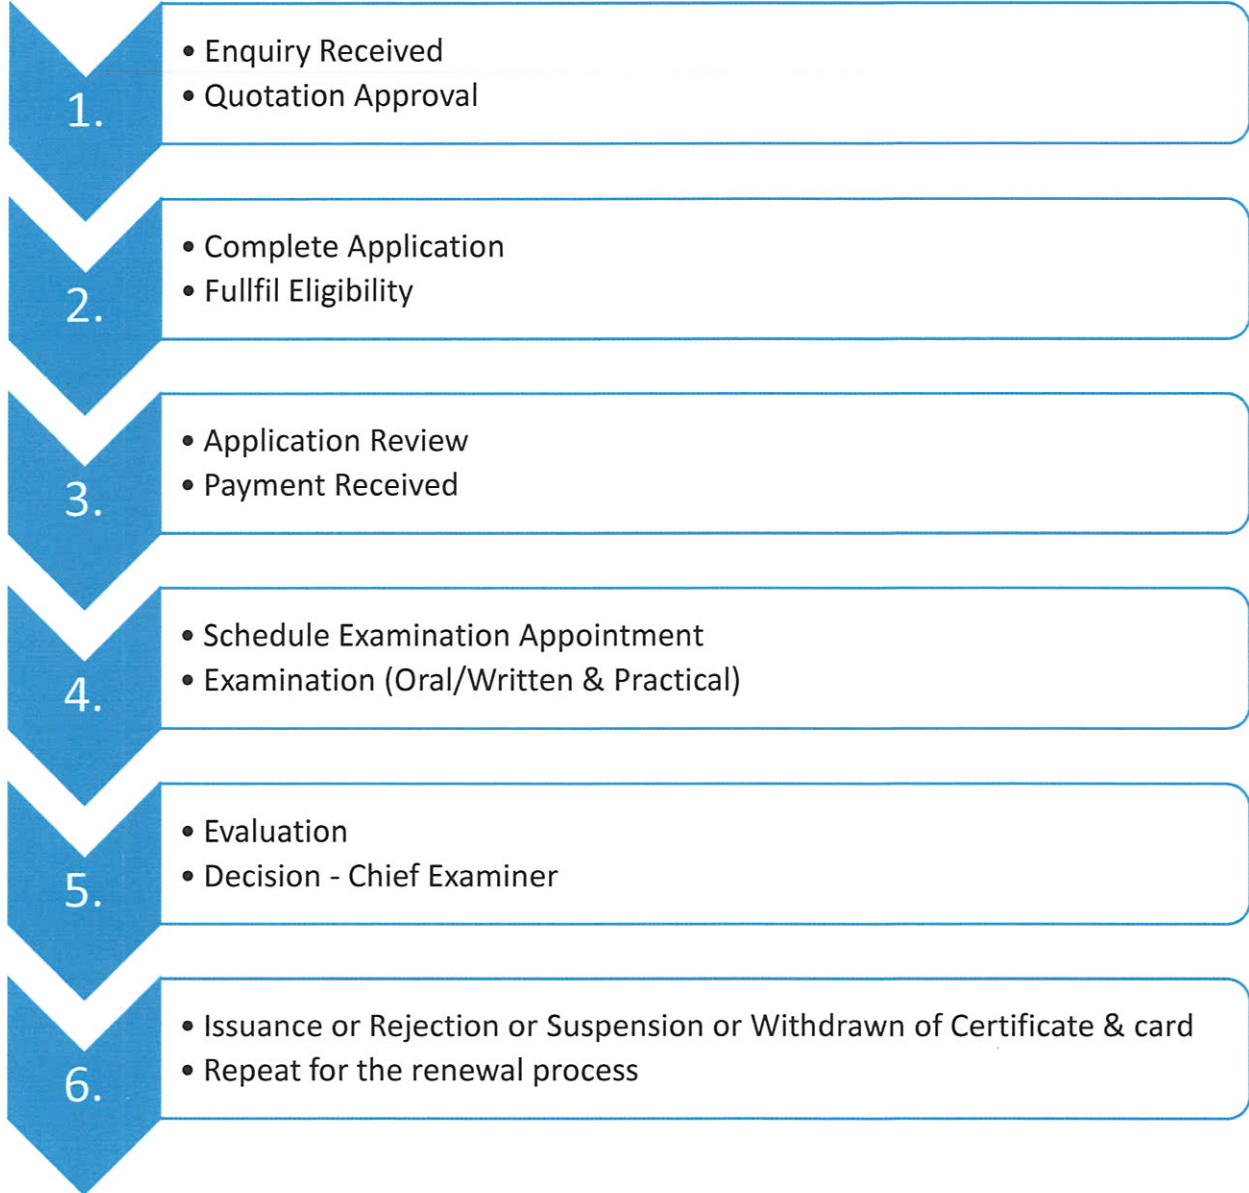 1.
• Enquiry Received
• Quotation Approval
2.
• Complete Application
• Fullfil Eligibility
3.
• Application Review
• Payment Received
4.
• Schedule Examination Appointment
• Examination (Oral/Written & Practical)
5.
• Evaluation
• Decision - Chief Examiner
6.
• Issuance or Rejection or Suspension or Withdrawn of Certificate & card
• Repeat for the renewal process